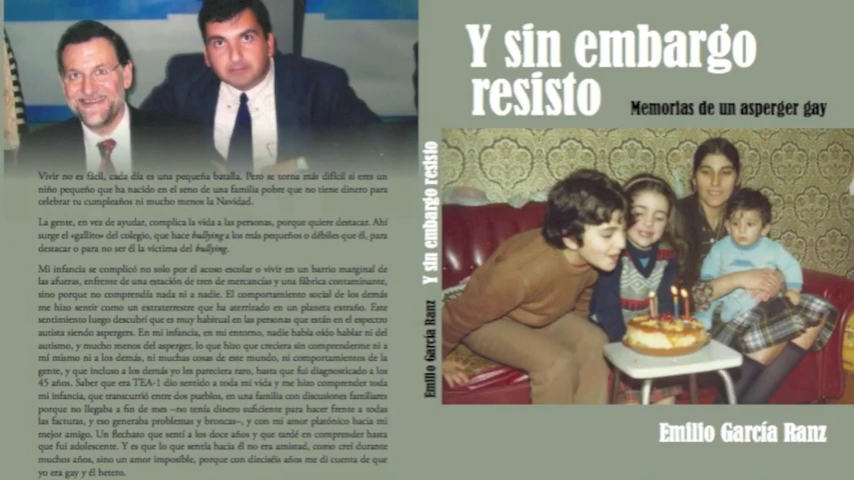 Vivir no es fácil, cada día es una pequeña batalla. Pero se torna más difícil si eres un
niño pequeño que ha nacido en el seno de una familia pobre que no tiene dinero para
celebrar tu cumpleaños ni mucho menos la Navidad.
La gente, en vez de ayudar, complica la vida a las personas, porque quiere destacar. Ahí
surge el «gallito» del colegio, que hace bullying a los más pequeños o débiles que él, para
destacar o para no ser él la víctima del bullying.
Mi infancia se complicó no solo por el acoso escolar o vivir en un barrio marginal de
las afueras, enfrente de una estación de tren de mercancías y una fábrica contaminante,
sino porque no comprendía nada ni a nadie. El comportamiento social de los demás
me hizo sentir como un extraterrestre que ha aterrizado en un planeta extraño. Este
sentimiento luego descubrí que es muy habitual en las personas que están en el espectro
autista siendo aspergers. En mi infancia, en mi entorno, nadie había oído hablar ni del
autismo, y mucho menos del asperger, lo que hizo que creciera sin comprenderme ni a
mí mismo ni a los demás, ni muchas cosas de este mundo, ni comportamientos de la
gente, y que incluso a los demás yo les pareciera raro, hasta que fui diagnosticado a los
45 años. Saber que era TEA-1 dio sentido a toda mi vida y me hizo comprender toda
mi infancia, que transcurrió entre dos pueblos, en una familia con discusiones familiares
porque no llegaba a fin de mes –no tenía dinero suficiente para hacer frente a todas
las facturas, y eso generaba problemas y broncas–, y con mi amor platónico hacia mi
mejor amigo. Un flechazo que sentí a los doce años y que tardé en comprender hasta
que fui adolescente. Y es que lo que sentía hacia él no era amistad, como creí durante
muchos años, sino un amor imposible, porque con dieciséis años me di cuenta de que
yo era gay y él hetero.
Emilio García Ranz Y sin embargo resisto
Y sin embargo
resisto
Memorias de un asperger gay
Emilio García Ranz